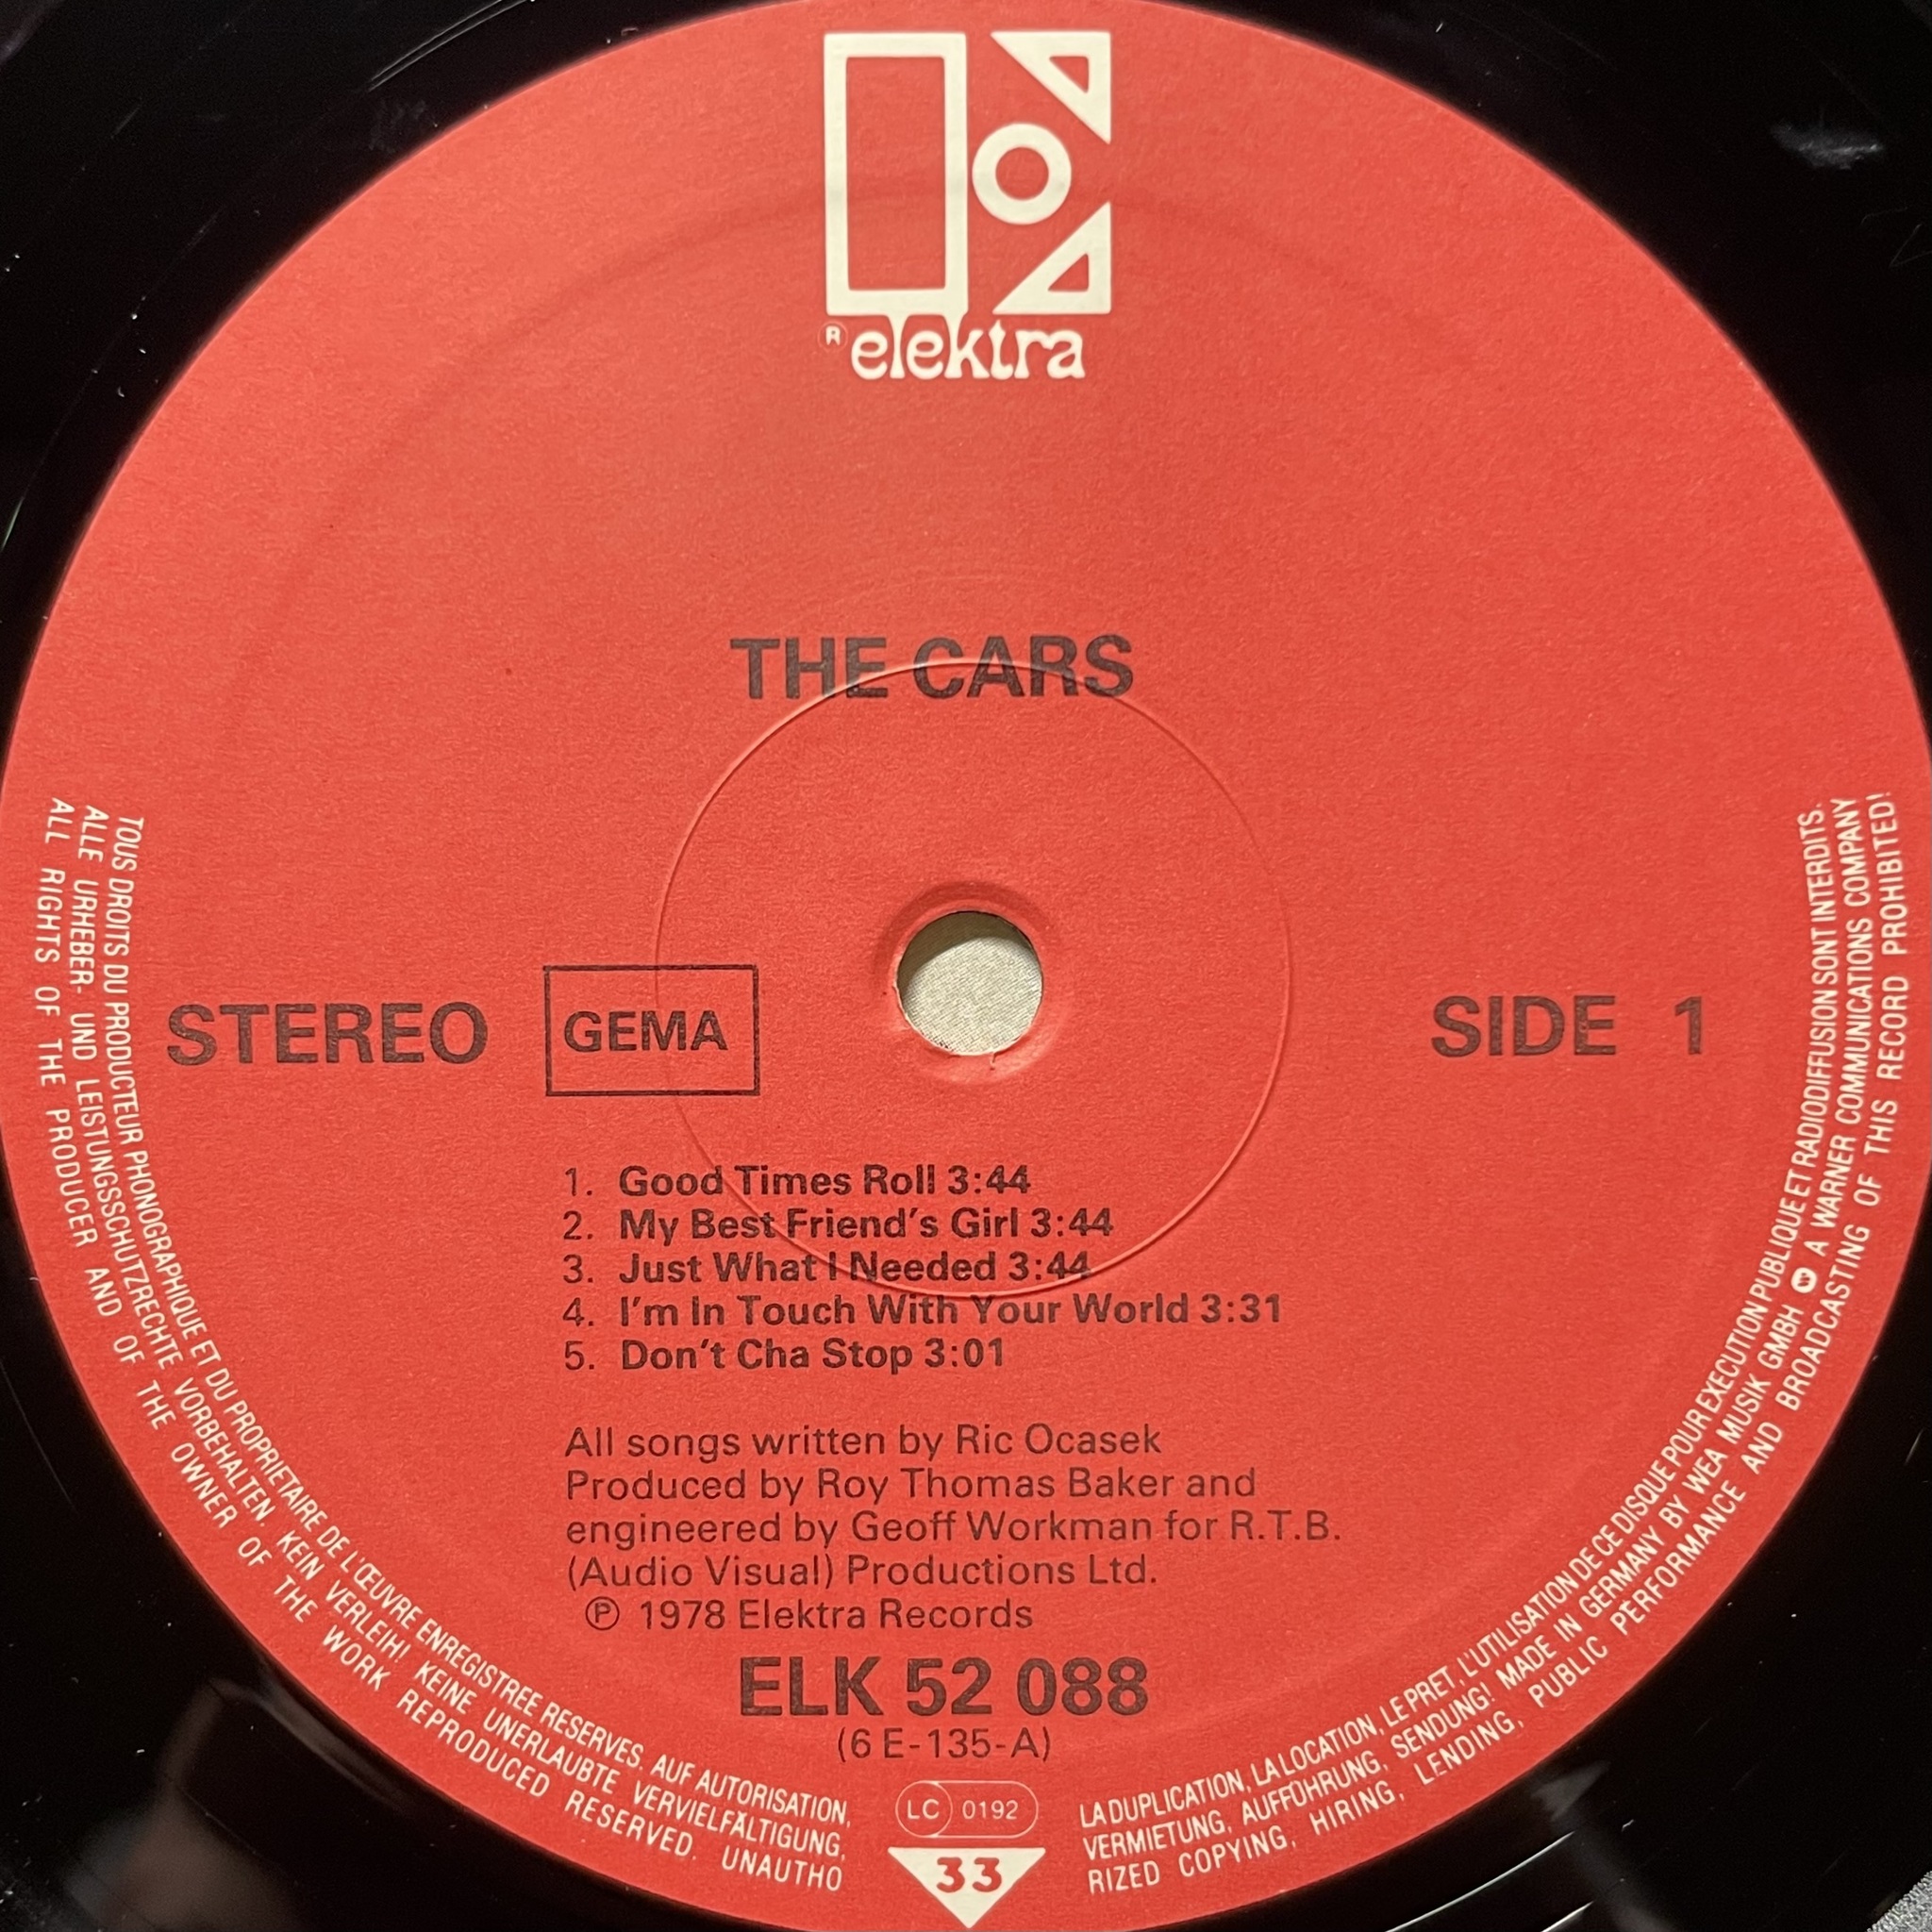 ® elektra
THE CARS
STEREO GEMA SIDE 1
1. Good Times Roll 3:44
2. My Best Friend's Girl 3:44
3. Just What I Needed 3:44
4. I'm In Touch With Your World 3:31
5. Don't Cha Stop 3:01
All songs written by Ric Ocasek
Produced by Roy Thomas Baker and
engineered by Geoff Workman for R.T.B.
(Audio Visual) Productions Ltd.
℗ 1978 Elektra Records
ELK 52 088
(6 E-135-A)
LC 0192
33
TOUS DROITS DU PRODUCTEUR PHONOGRAPHIQUE ET DU PROPRIETAIRE DE L'ŒUVRE ENREGISTREE RESERVES. AUF AUTORISATION, LA DUPLICATION, LA LOCATION, LE PRET, L'UTILISATION DE CE DISQUE POUR EXECUTION PUBLIQUE ET RADIODIFFUSION SONT INTERDITS.
ALLE URHEBER- UND LEISTUNGSSCHUTZRECHTE VORBEHALTEN. KEIN VERLEIH! KEINE UNERLAUBTE VERVIELFÄLTIGUNG, VERMIETUNG, AUFFÜHRUNG, SENDUNG! MADE IN GERMANY BY WEA MUSIK GMBH A WARNER COMMUNICATIONS COMPANY
ALL RIGHTS OF THE PRODUCER AND OF THE OWNER OF THE WORK REPRODUCED RESERVED. UNAUTHORIZED COPYING, HIRING, LENDING, PUBLIC PERFORMANCE AND BROADCASTING OF THIS RECORD PROHIBITED!